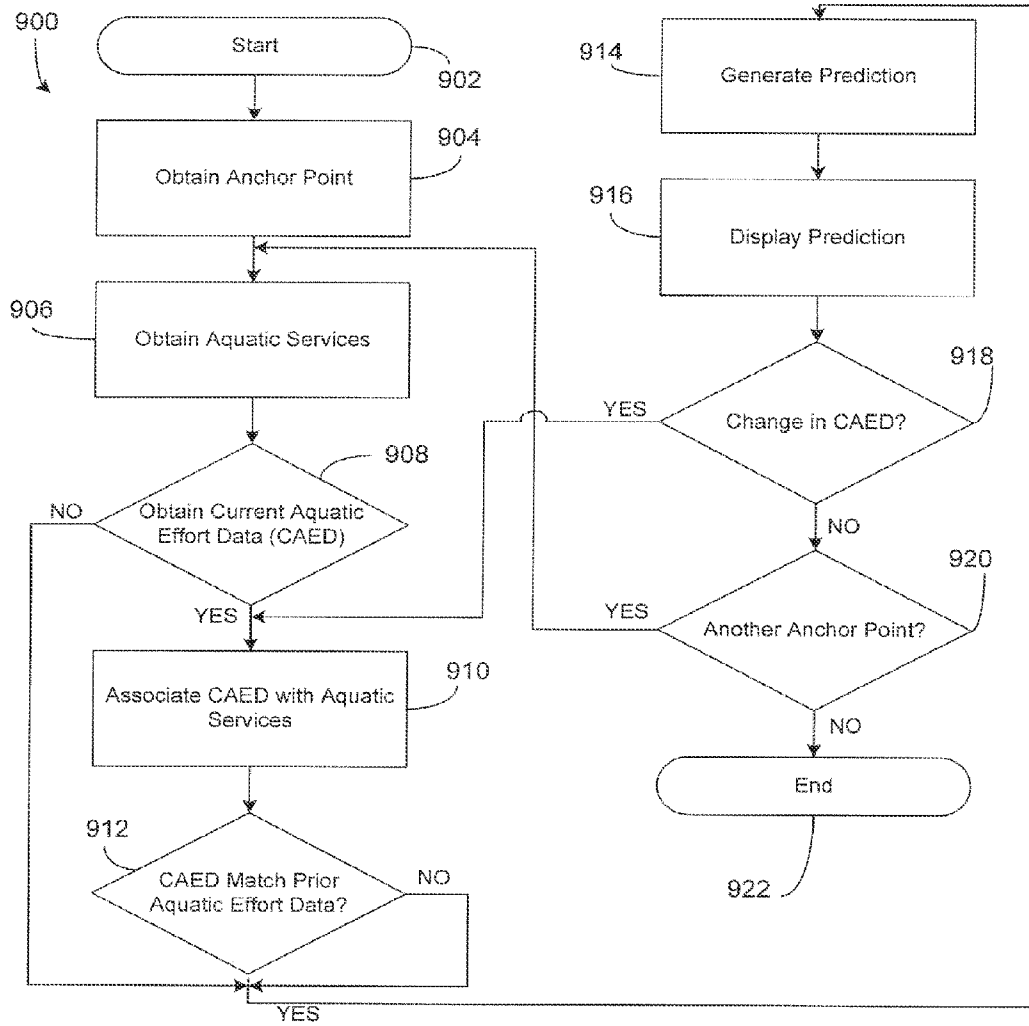 900
Start
902
Obtain Anchor Point
904
Obtain Aquatic Services
906
Obtain Current Aquatic
Effort Data (CAED)
908
NO
YES
Associate CAED with Aquatic
Services
910
CAED Match Prior
Aquatic Effort Data?
912
NO
YES
Generate Prediction
914
Display Prediction
916
Change in CAED?
918
YES
NO
Another Anchor Point?
920
YES
NO
End
922